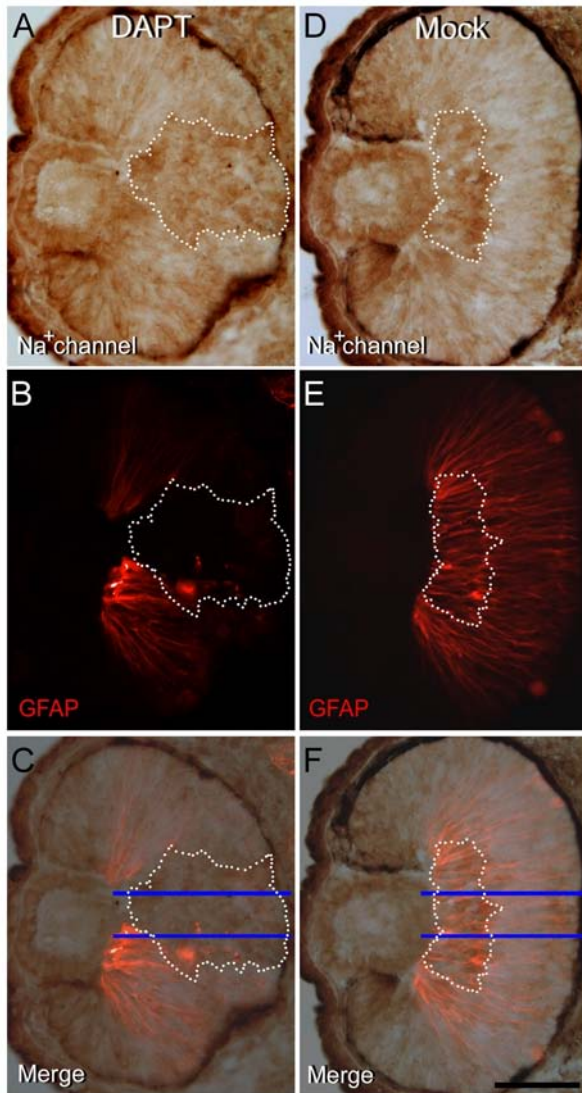 A DAPT
D Mock
Na+ channel
Na+ channel
B
E
GFAP
GFAP
C
F
Merge
Merge